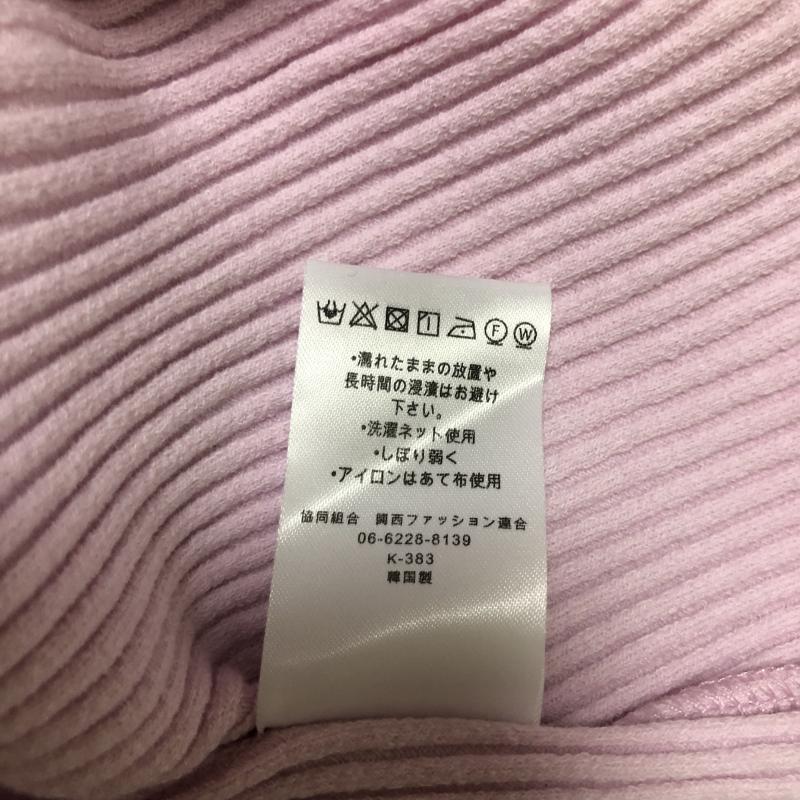 F W
・濡れたままの放置や
長時間の浸漬はお避け
下さい。
・洗濯ネット使用
・しぼり弱く
・アイロンはあて布使用
協同組合 関西ファッション連合
06-6228-8139
K-383
韓国製